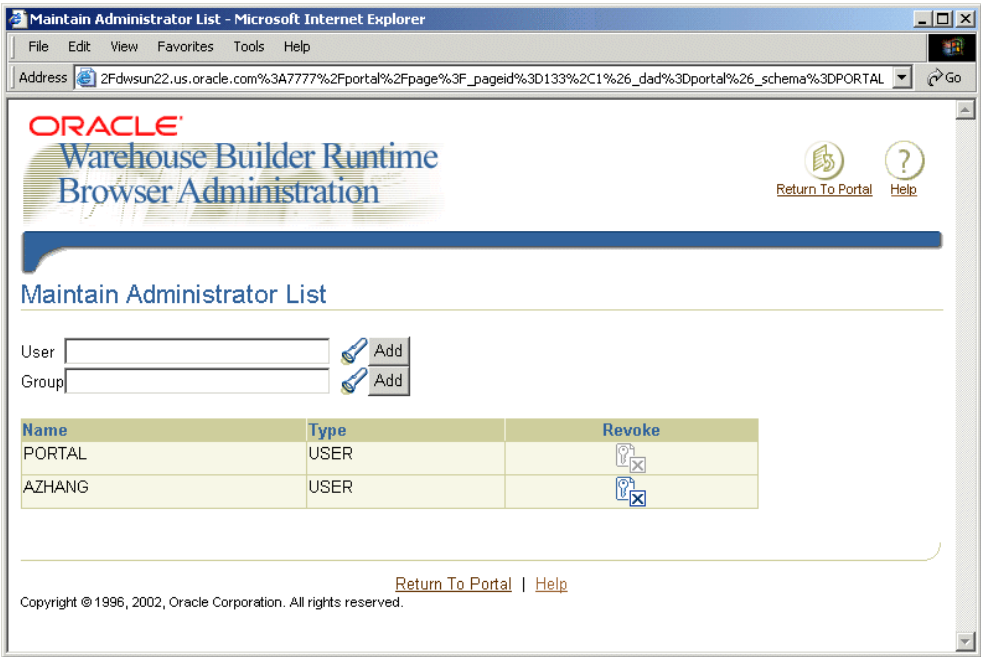 Maintain Administrator List - Microsoft Internet Explorer
File Edit View Favorites Tools Help
Address 2Fdwsun22.us.oracle.com%3A7777%2Fportal%2Fpage%3F_pageid%3D133%2C1%26_dad%3Dportal%26_schema%3DPORTAL Go
ORACLE
Warehouse Builder Runtime
Browser Administration
Return To Portal Help
Maintain Administrator List
User Add
Group Add
Name Type Revoke
PORTAL USER
AZHANG USER
Return To Portal | Help
Copyright © 1996, 2002, Oracle Corporation. All rights reserved.